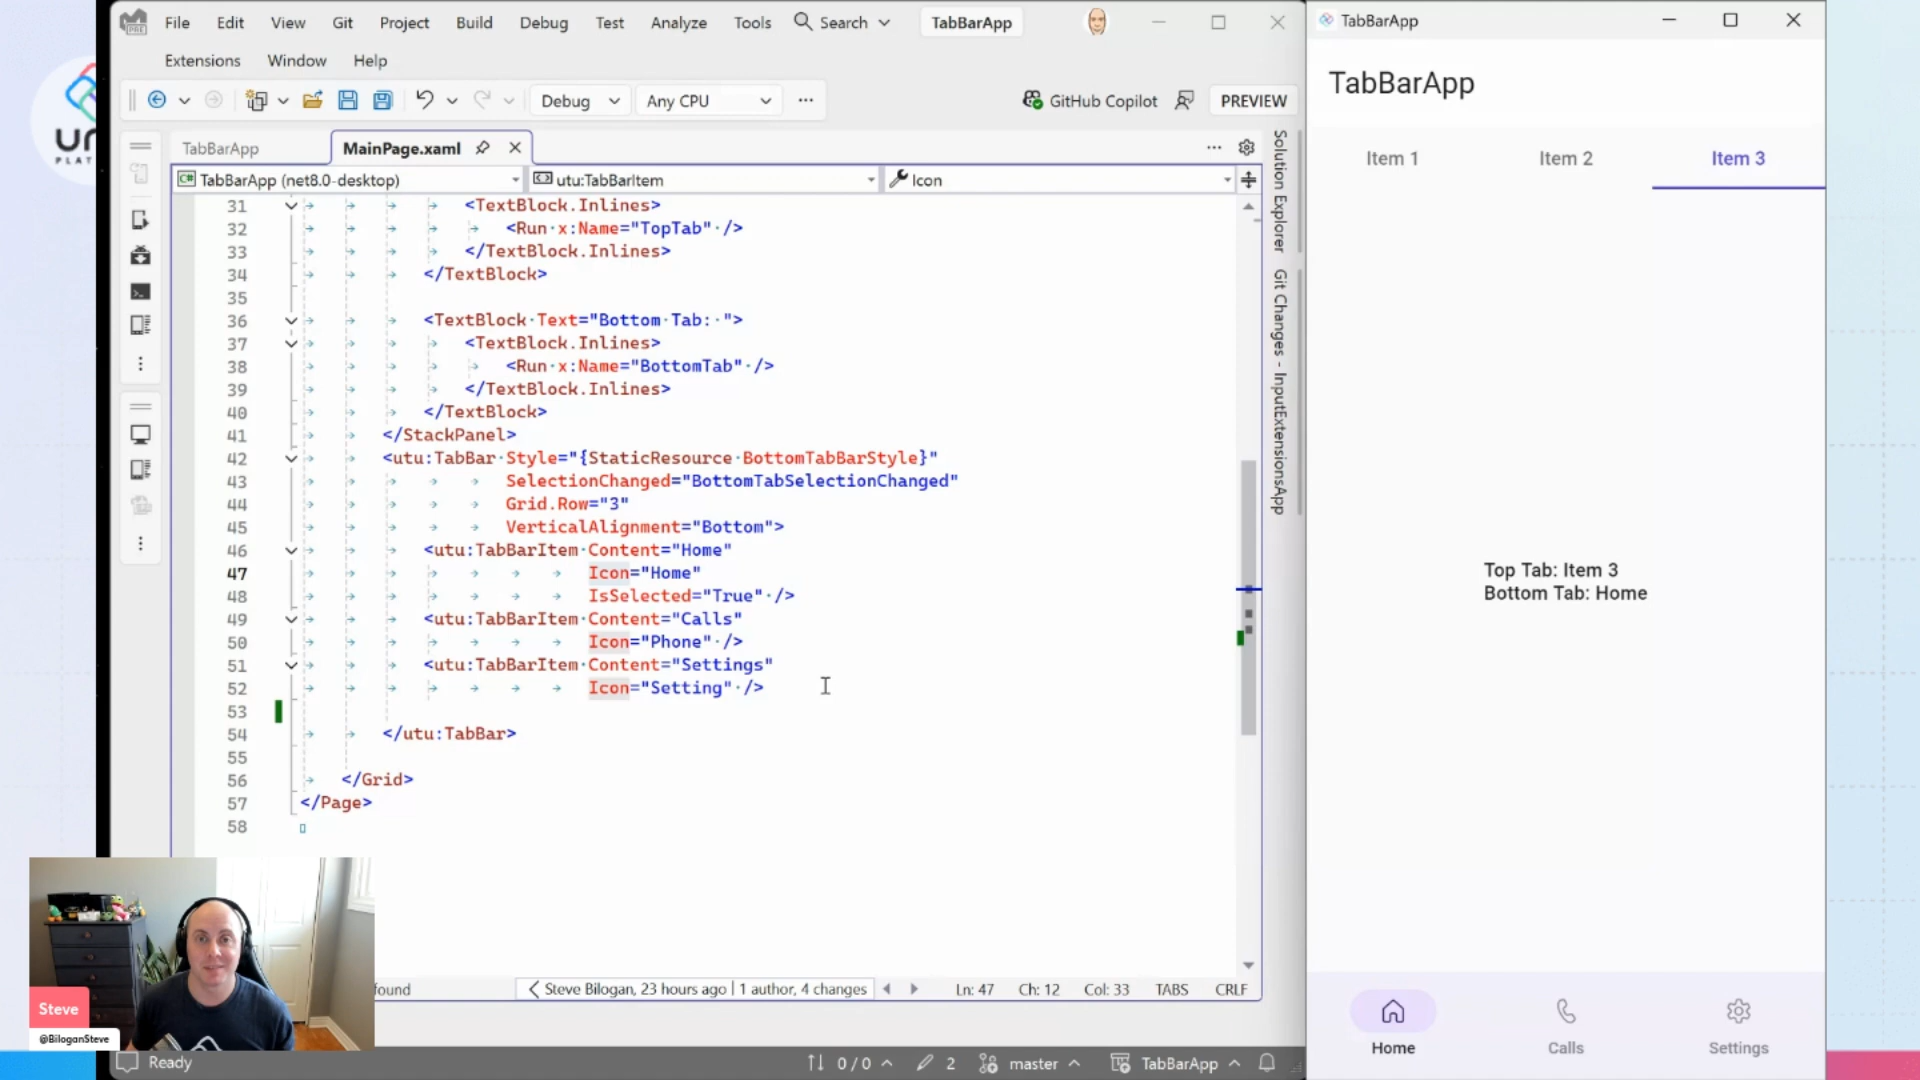 File Edit View Git Project Build Debug Test Analyze Tools Search TabBarApp
Extensions Window Help
Debug Any CPU GitHub Copilot PREVIEW
TabBarApp MainPage.xaml
TabBarApp (net8.0-desktop) utu:TabBarItem Icon
31 <TextBlock.Inlines>
32 <Run x:Name="TopTab" />
33 </TextBlock.Inlines>
34 </TextBlock>
35
36 <TextBlock Text="Bottom Tab: ">
37 <TextBlock.Inlines>
38 <Run x:Name="BottomTab" />
39 </TextBlock.Inlines>
40 </TextBlock>
41 </StackPanel>
42 <utu:TabBar Style="{StaticResource BottomTabBarStyle}"
43 SelectionChanged="BottomTabSelectionChanged"
44 Grid.Row="3"
45 VerticalAlignment="Bottom">
46 <utu:TabBarItem Content="Home"
47 Icon="Home"
48 IsSelected="True" />
49 <utu:TabBarItem Content="Calls"
50 Icon="Phone" />
51 <utu:TabBarItem Content="Settings"
52 Icon="Setting" />
53
54 </utu:TabBar>
55
56 </Grid>
57 </Page>
58
Solution Explorer
Git Changes - InputExtensionsApp
found Steve Bilogan, 23 hours ago | 1 author, 4 changes Ln: 47 Ch: 12 Col: 33 TABS CRLF
Ready 0 / 0 2 master TabBarApp
Steve
@BiloganSteve
un
PLAT
TabBarApp
TabBarApp
Item 1 Item 2 Item 3
Top Tab: Item 3
Bottom Tab: Home
Home Calls Settings